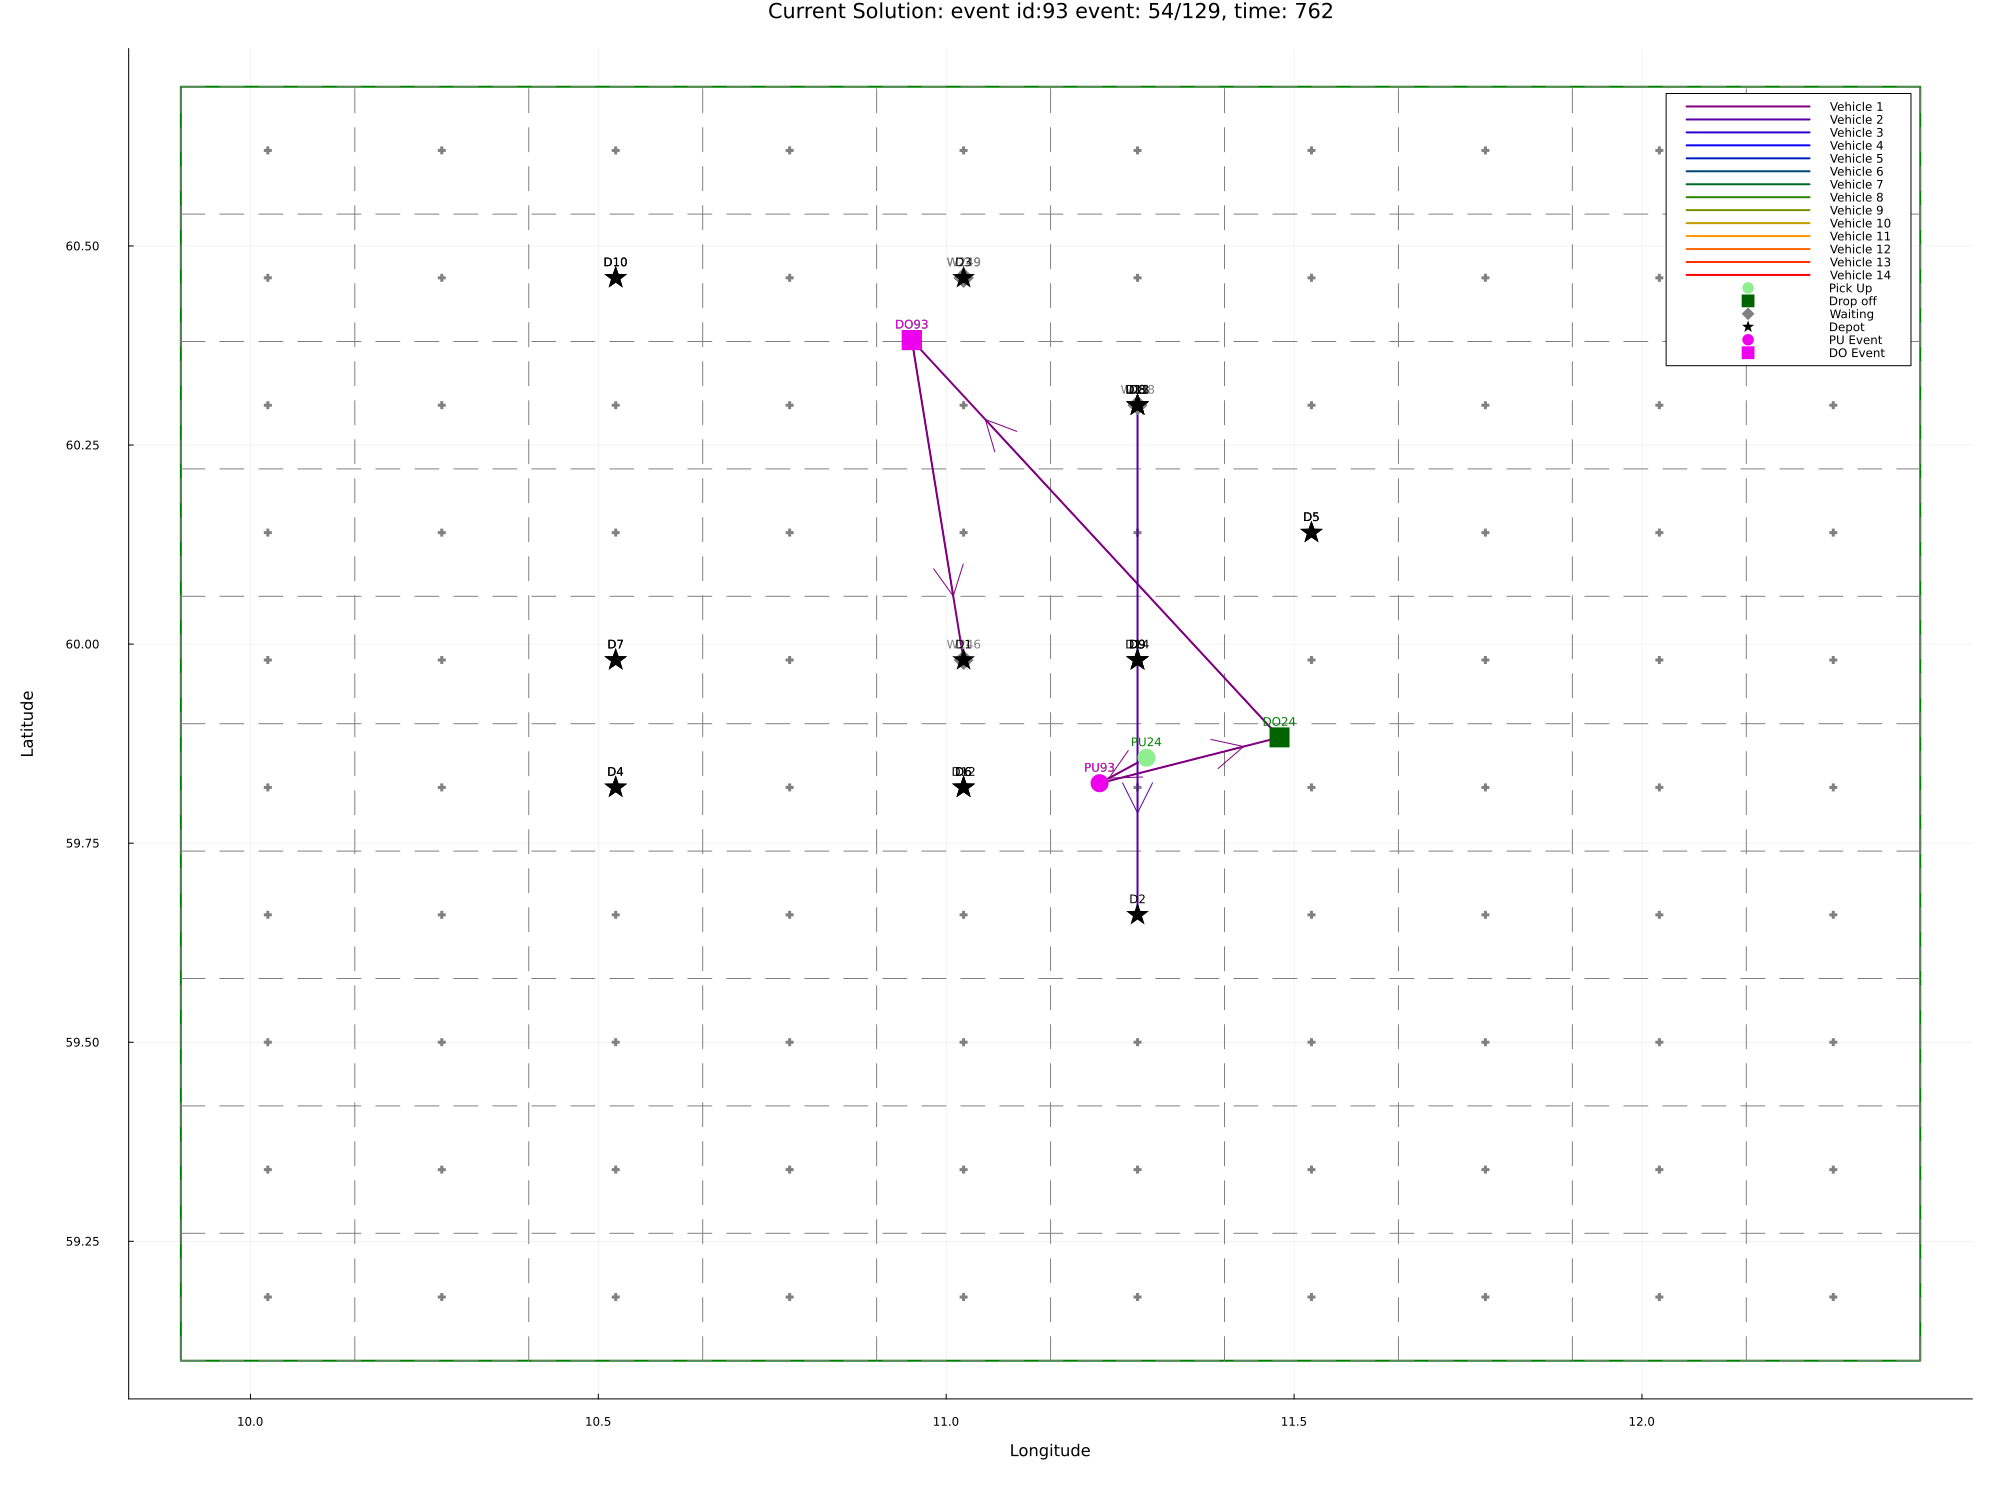 Current Solution: event id:93 event: 54/129, time: 762
Vehicle 1
Vehicle 2
Vehicle 3
Vehicle 4
Vehicle 5
Vehicle 6
Vehicle 7
Vehicle 8
Vehicle 9
Vehicle 10
Vehicle 11
Vehicle 12
Vehicle 13
Vehicle 14
Pick Up
Drop off
Waiting
Depot
PU Event
DO Event
60.50
60.25
60.00
59.75
59.50
59.25
Latitude
D10
D3
DO93
D5
D7
D1
D9
DO24
PU24
PU93
D4
D6
D2
10.0
10.5
11.0
11.5
12.0
Longitude